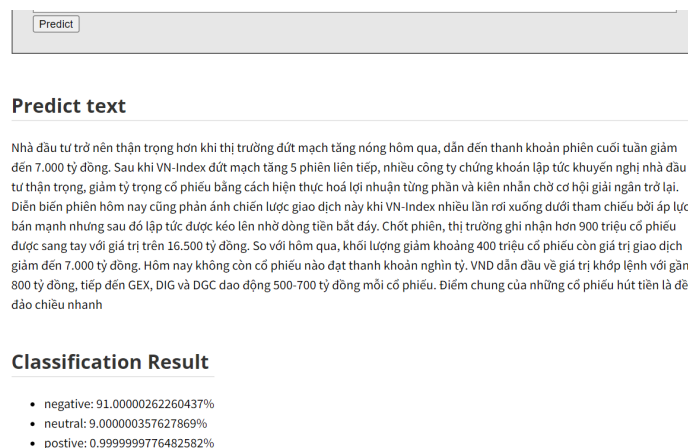 Predict
Predict text
Nhà đầu tư trở nên thận trọng hơn khi thị trường đứt mạch tăng nóng hôm qua, dẫn đến thanh khoản phiên cuối tuần giảm
đến 7.000 tỷ đồng. Sau khi VN-Index đứt mạch tăng 5 phiên liên tiếp, nhiều công ty chứng khoán lập tức khuyến nghị nhà đầu
tư thận trọng, giảm tỷ trọng cổ phiếu bằng cách hiện thực hoá lợi nhuận từng phần và kiên nhẫn chờ cơ hội giải ngân trở lại.
Diễn biến phiên hôm nay cũng phản ánh chiến lược giao dịch này khi VN-Index nhiều lần rơi xuống dưới tham chiếu bởi áp lực
bán mạnh nhưng sau đó lập tức được kéo lên nhờ dòng tiền bắt đáy. Chốt phiên, thị trường ghi nhận hơn 900 triệu cổ phiếu
được sang tay với giá trị trên 16.500 tỷ đồng. So với hôm qua, khối lượng giảm khoảng 400 triệu cổ phiếu còn giá trị giao dịch
giảm đến 7.000 tỷ đồng. Hôm nay không còn cổ phiếu nào đạt thanh khoản nghìn tỷ. VND dẫn đầu về giá trị khớp lệnh với gần
800 tỷ đồng, tiếp đến GEX, DIG và DGC dao động 500-700 tỷ đồng mỗi cổ phiếu. Điểm chung của những cổ phiếu hút tiền là đề
đảo chiều nhanh
Classification Result
negative: 91.00000262260437%
neutral: 9.000000357627869%
postive: 0.9999999776482582%